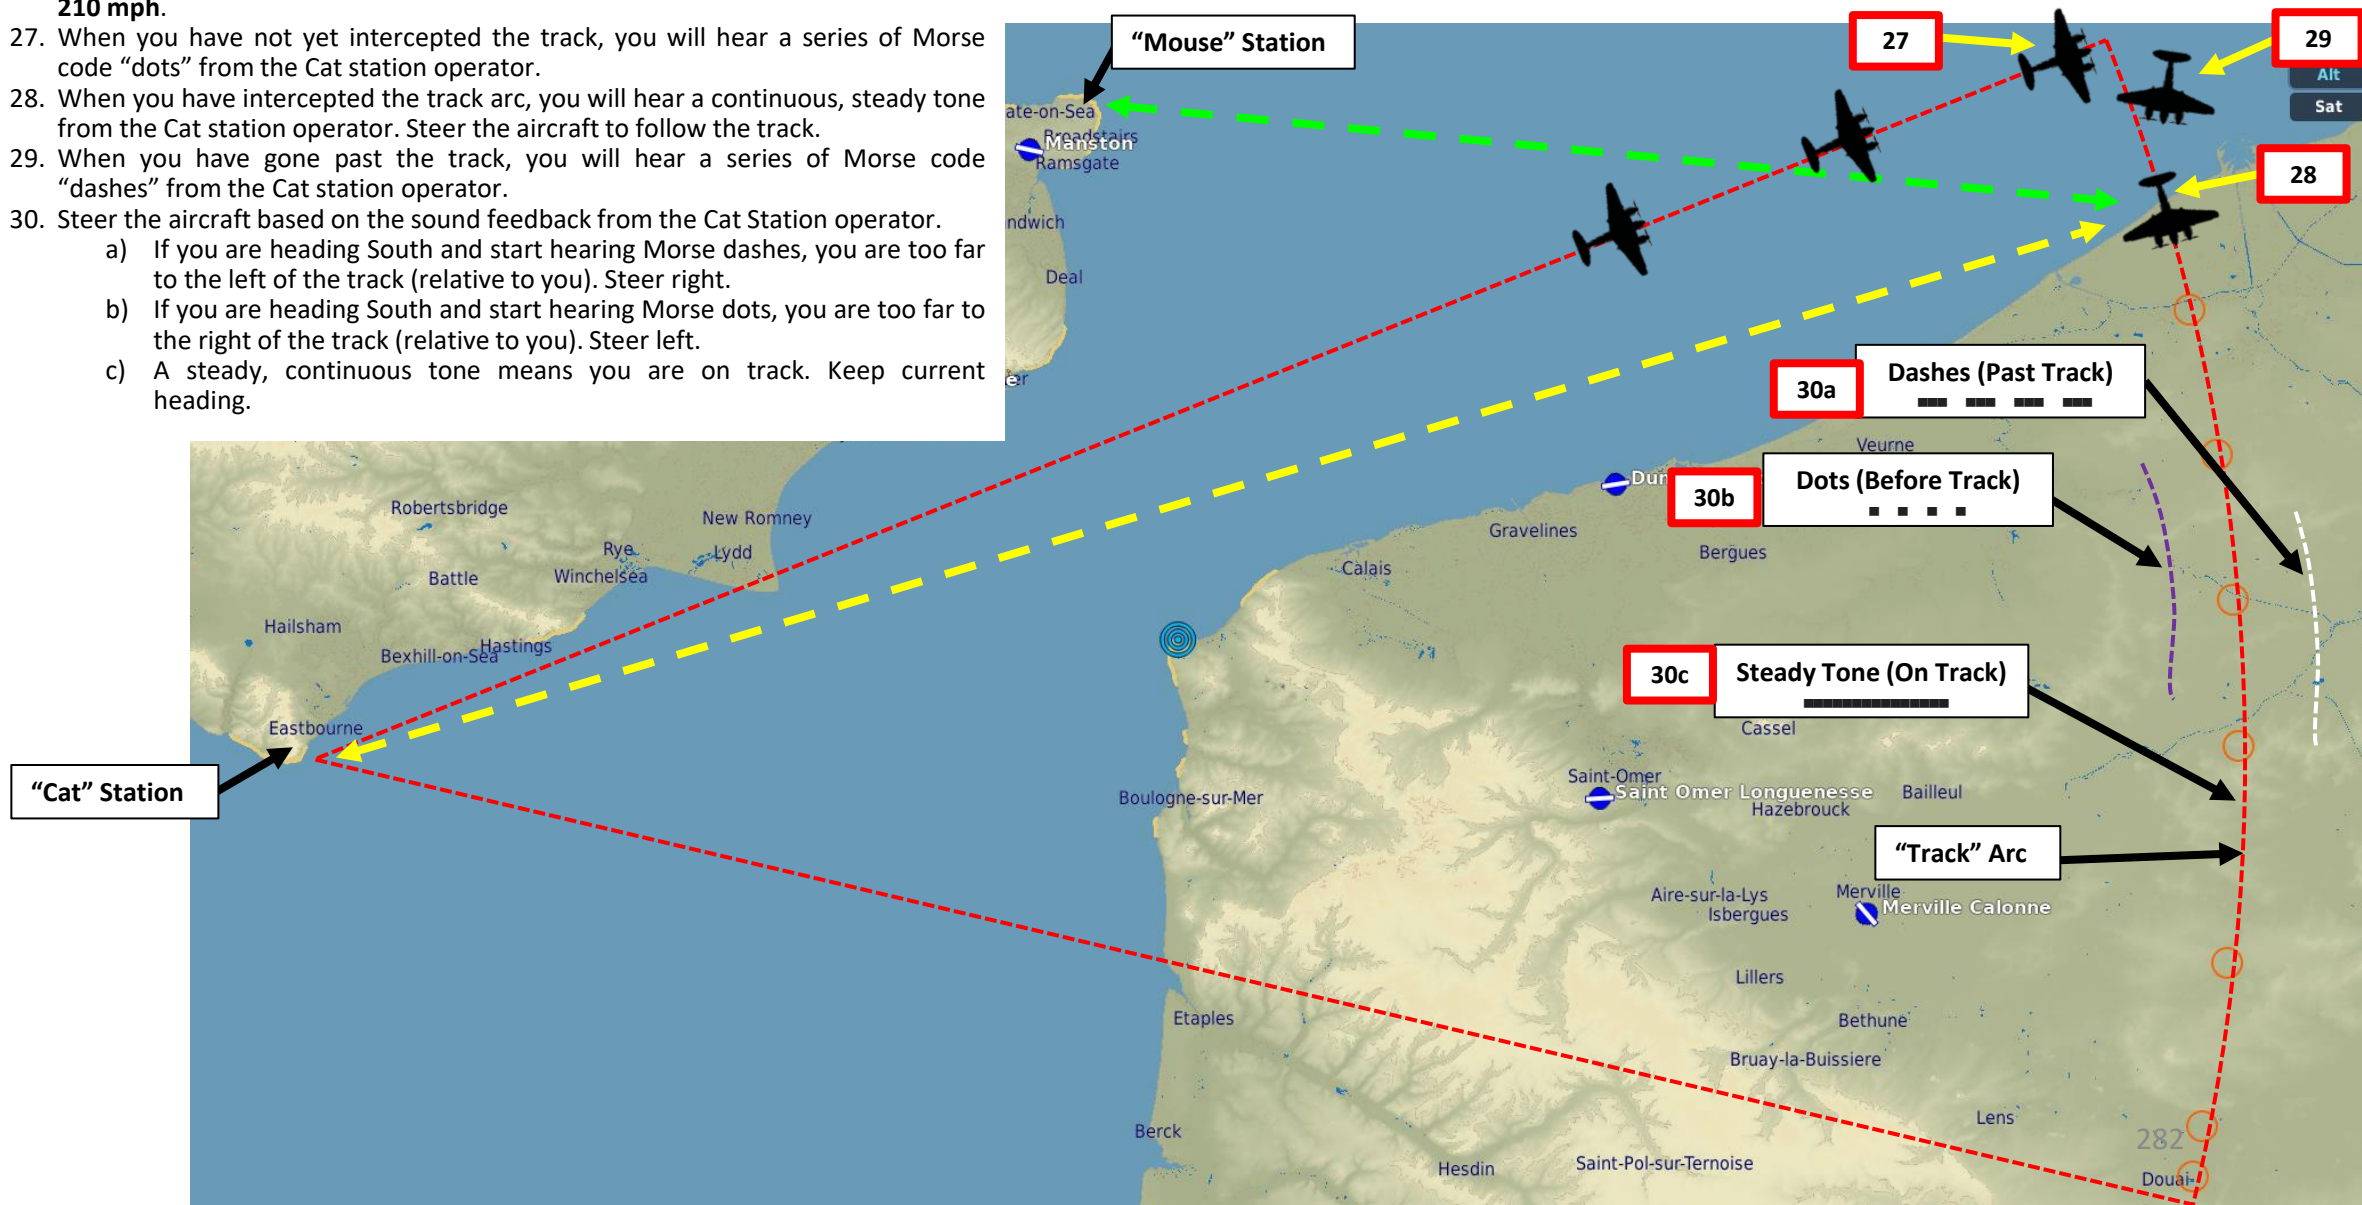 210 mph.
27. When you have not yet intercepted the track, you will hear a series of Morse
code “dots” from the Cat station operator.
28. When you have intercepted the track arc, you will hear a continuous, steady tone
from the Cat station operator. Steer the aircraft to follow the track.
29. When you have gone past the track, you will hear a series of Morse code
“dashes” from the Cat station operator.
30. Steer the aircraft based on the sound feedback from the Cat Station operator.
a) If you are heading South and start hearing Morse dashes, you are too far
to the left of the track (relative to you). Steer right.
b) If you are heading South and start hearing Morse dots, you are too far to
the right of the track (relative to you). Steer left.
c) A steady, continuous tone means you are on track. Keep current
heading.
“Mouse” Station
27
29
Alt
Sat
ate-on-Sea
Broadstairs
Manston
Ramsgate
28
ndwich
Deal
er
30a
Dashes (Past Track)
Veurne
30b
Dots (Before Track)
Dun
Robertsbridge
New Romney
Gravelines
Bergues
Rye
Lydd
Battle
Winchelsea
Calais
Hailsham
Hastings
Bexhill-on-Sea
30c
Steady Tone (On Track)
Eastbourne
Cassel
“Cat” Station
Saint-Omer
Saint Omer Longuenesse
Boulogne-sur-Mer
Hazebrouck
Bailleul
“Track” Arc
Aire-sur-la-Lys
Isbergues
Merville
Merville Calonne
Lillers
Etaples
Bethune
Bruay-la-Buissiere
Lens
Berck
282
Hesdin
Saint-Pol-sur-Ternoise
Douai